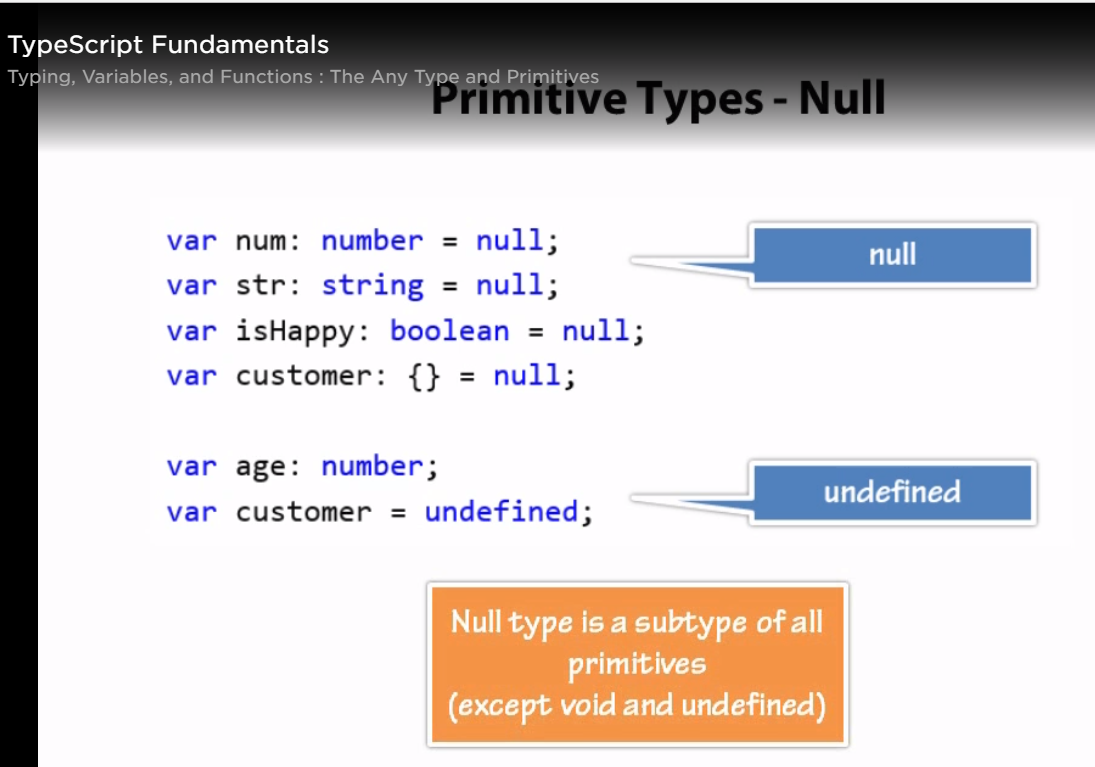 TypeScript Fundamentals
Typing, Variables, and Functions : The Any Type and Primitives
Primitive Types - Null
var num: number = null;
null
var str: string = null;
var isHappy: boolean = null;
var customer: {} = null;
var age: number;
undefined
var customer = undefined;
Null type is a subtype of all
primitives
(except void and undefined)